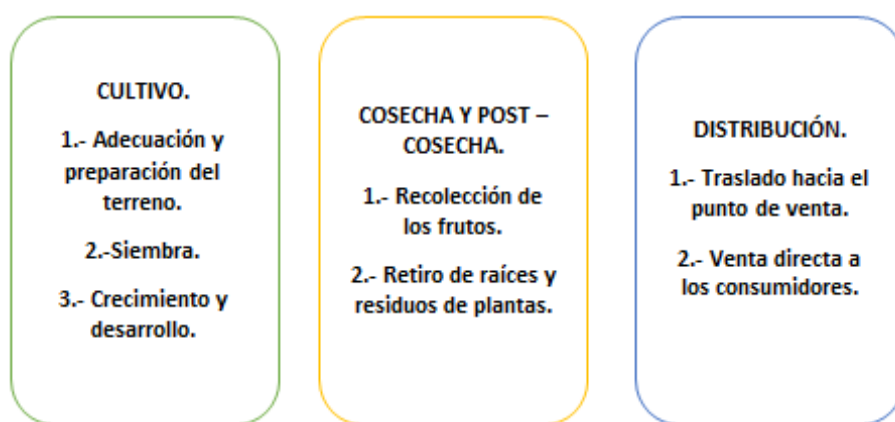 CULTIVO.
1.- Adecuación y
preparación del
terreno.
2.-Siembra.
3.- Crecimiento y
desarrollo.
COSECHA Y POST –
COSECHA.
1.- Recolección de
los frutos.
2.- Retiro de raíces y
residuos de plantas.
DISTRIBUCIÓN.
1.- Traslado hacia el
punto de venta.
2.- Venta directa a
los consumidores.